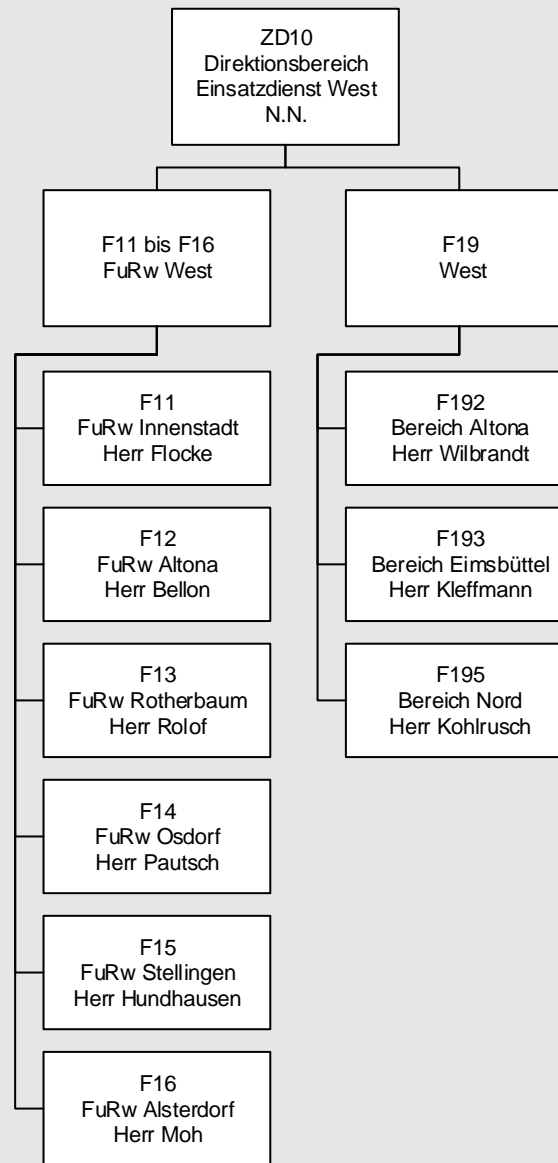 ZD10
Direktionsbereich
Einsatzdienst West
N.N.
F11 bis F16
FuRw West
F11
FuRw Innenstadt
Herr Flocke
F12
FuRw Altona
Herr Bellon
F13
FuRw Rotherbaum
Herr Rolof
F14
FuRw Osdorf
Herr Pautsch
F15
FuRw Stellingen
Herr Hundhausen
F16
FuRw Alsterdorf
Herr Moh
F19
West
F192
Bereich Altona
Herr Wilbrandt
F193
Bereich Eimsbüttel
Herr Kleffmann
F195
Bereich Nord
Herr Kohlrusch